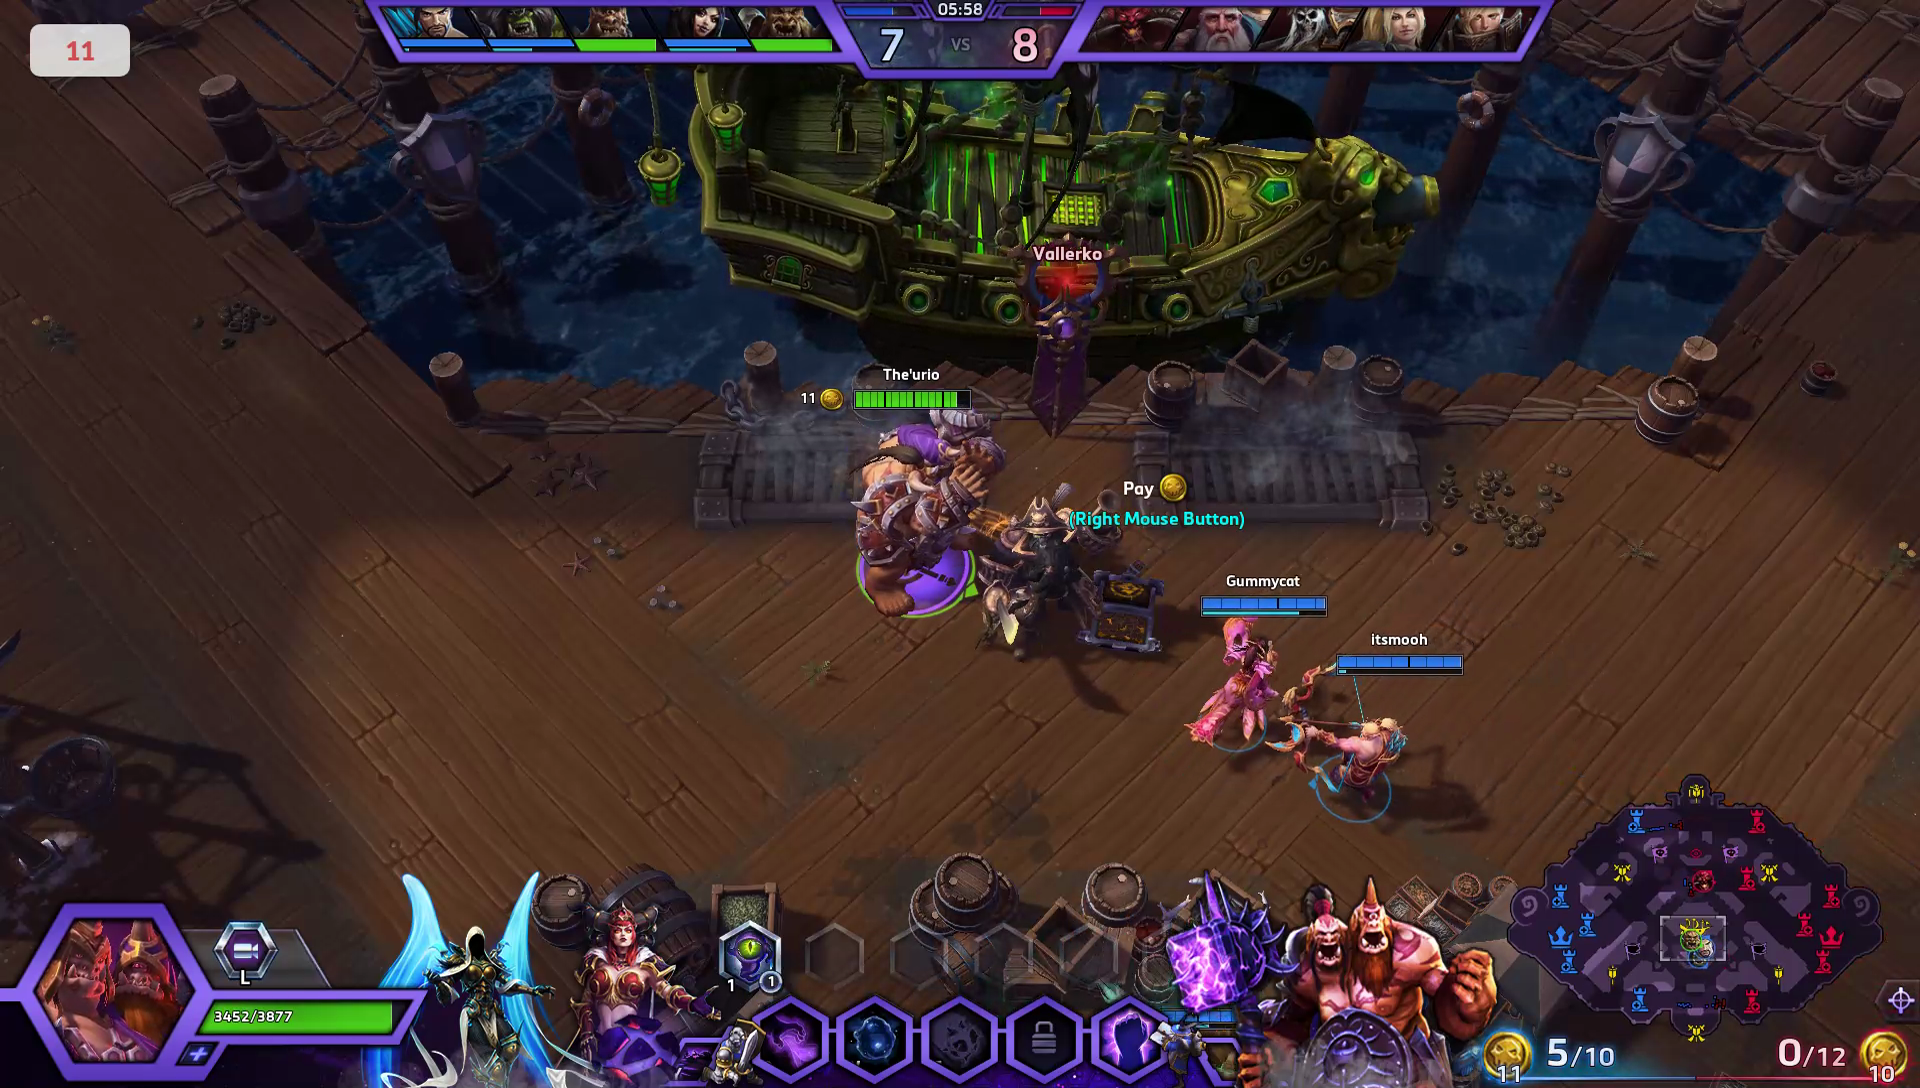 11
05:58
7 VS 8
Vallerko
The'urio
11
Pay
(Right Mouse Button)
Gummycat
itsmooh
L
1 1
3452/3877
5/10
11
0/12
10